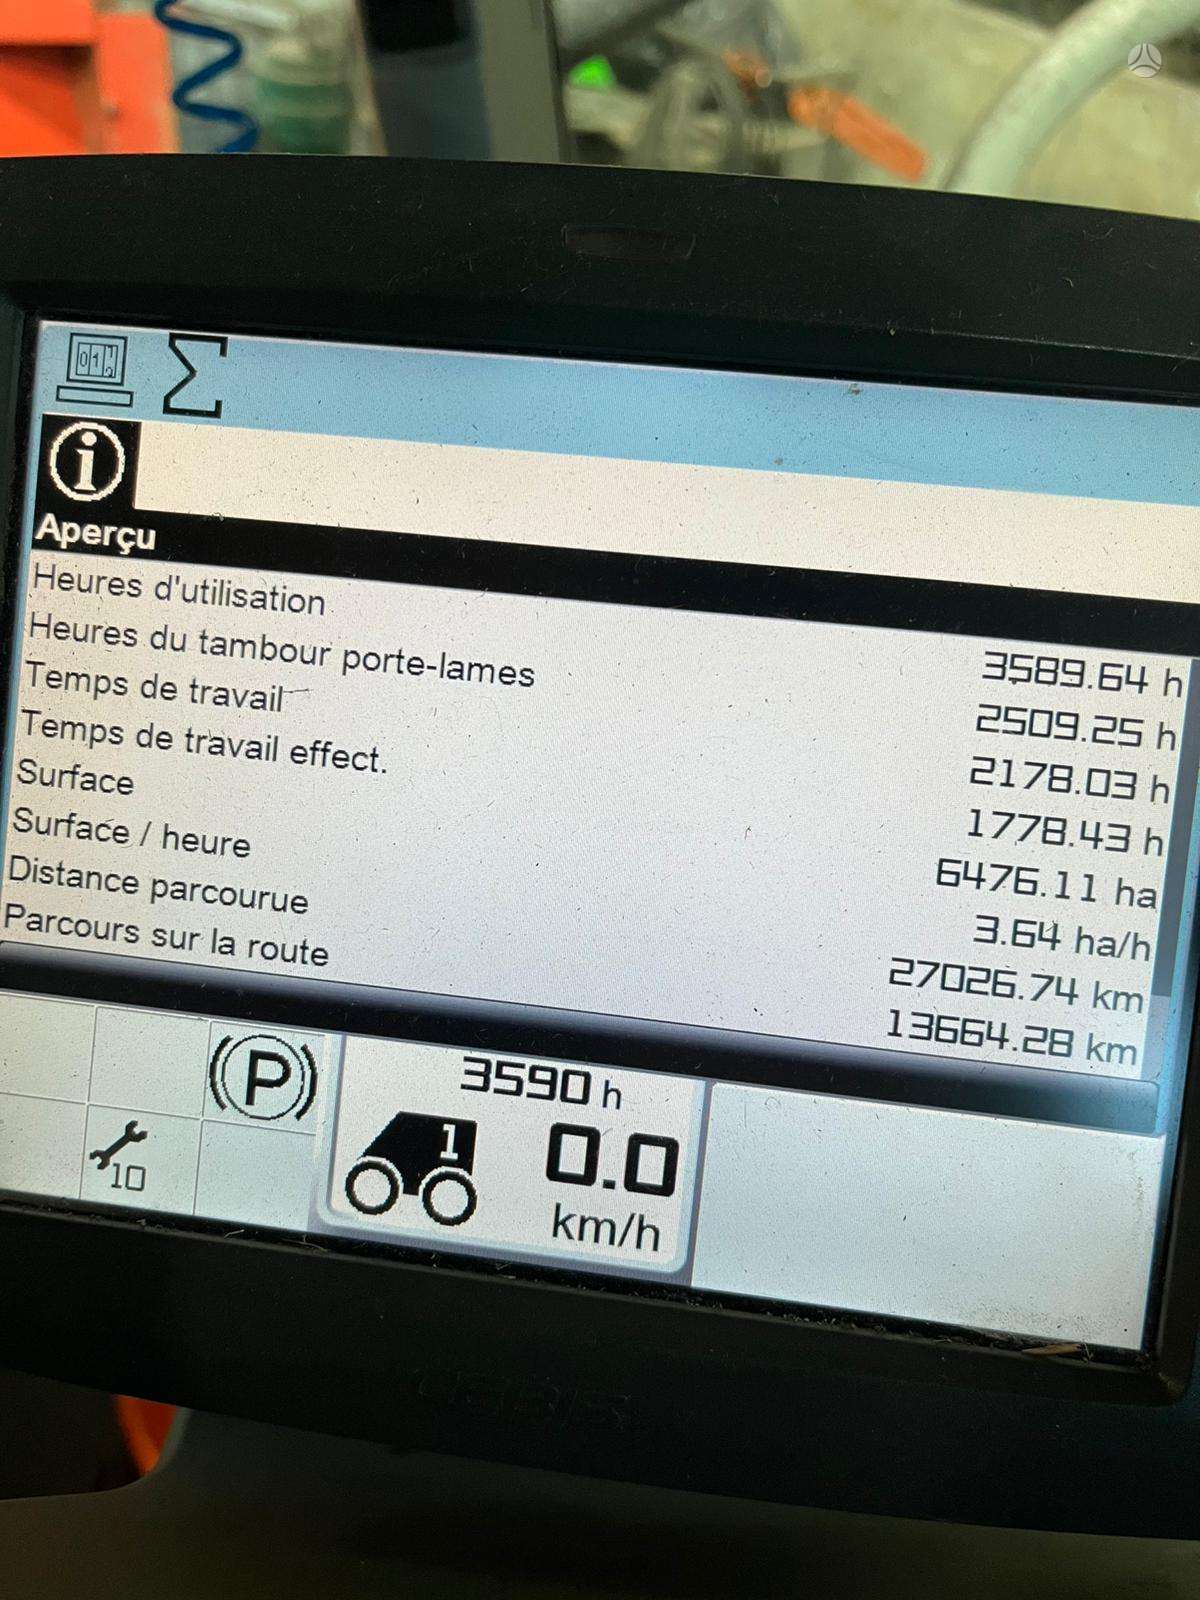 Aperçu
Heures d'utilisation 3589.64 h
Heures du tambour porte-lames 2509.25 h
Temps de travail 2178.03 h
Temps de travail effect. 1778.43 h
Surface 6476.11 ha
Surface / heure 3.64 ha/h
Distance parcourue 27026.74 km
Parcours sur la route 13664.28 km
P
3590 h
10
1
0.0
km/h